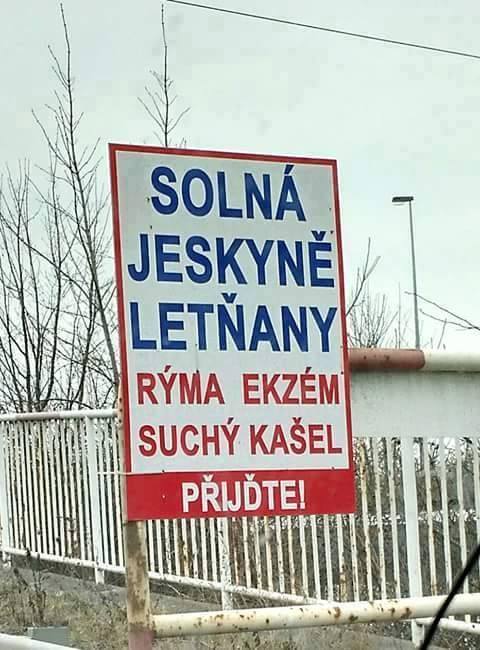 SOLNÁ
JESKYNĚ
LETŇANY
RÝMA EKZÉM
SUCHÝ KAŠEL
PŘIJĎTE!